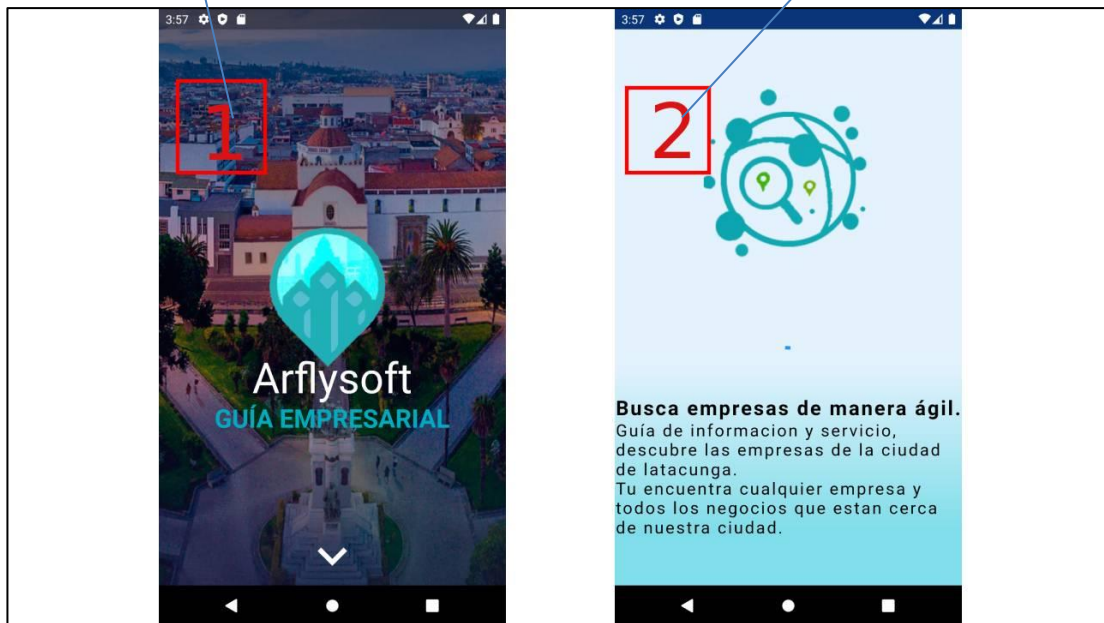 3:57
1
Arflysoft
GUÍA EMPRESARIAL
3:57
2
Busca empresas de manera ágil.
Guía de informacion y servicio,
descubre las empresas de la ciudad
de latacunga.
Tu encuentra cualquier empresa y
todos los negocios que estan cerca
de nuestra ciudad.